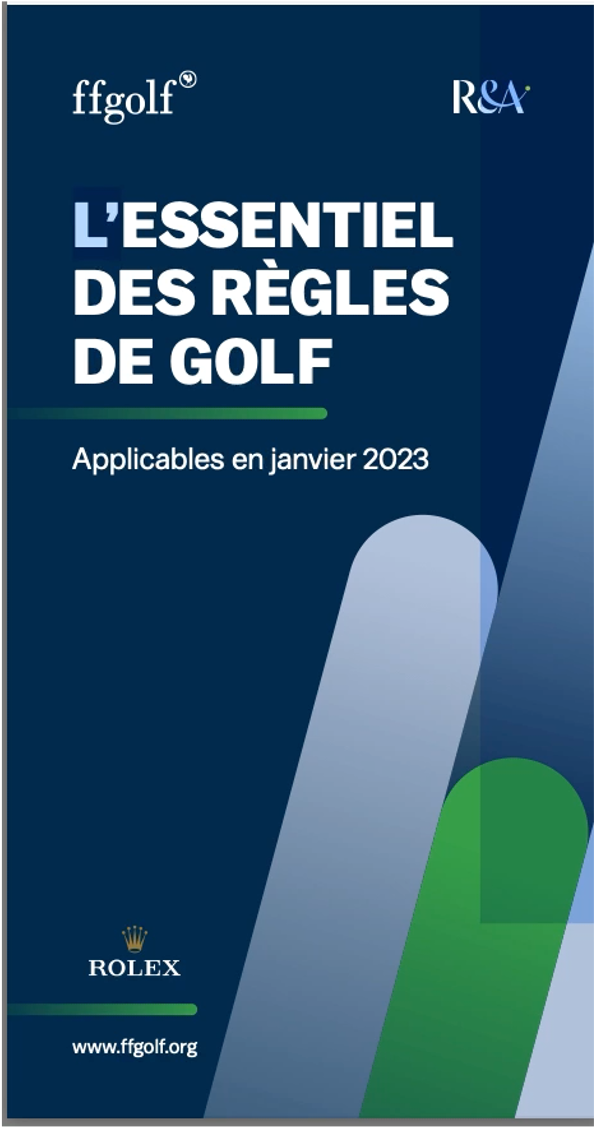 ffgolf
R&A
L'ESSENTIEL
DES RÈGLES
DE GOLF
Applicables en janvier 2023
ROLEX
www.ffgolf.org